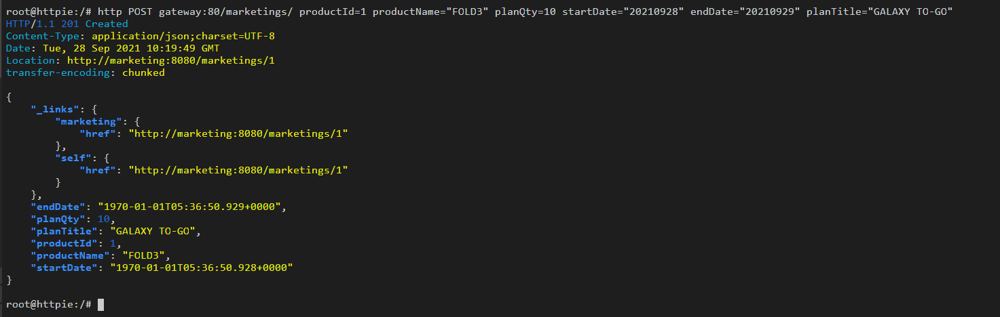 root@httpie:/# http POST gateway:80/marketings/ productId=1 productName="FOLD3" planQty=10 startDate="20210928" endDate="20210929" planTitle="GALAXY TO-GO"
HTTP/1.1 201 Created
Content-Type: application/json;charset=UTF-8
Date: Tue, 28 Sep 2021 10:19:49 GMT
Location: http://marketing:8080/marketings/1
transfer-encoding: chunked

{
    "_links": {
        "marketing": {
            "href": "http://marketing:8080/marketings/1"
        },
        "self": {
            "href": "http://marketing:8080/marketings/1"
        }
    },
    "endDate": "1970-01-01T05:36:50.929+0000",
    "planQty": 10,
    "planTitle": "GALAXY TO-GO",
    "productId": 1,
    "productName": "FOLD3",
    "startDate": "1970-01-01T05:36:50.928+0000"
}

root@httpie:/#